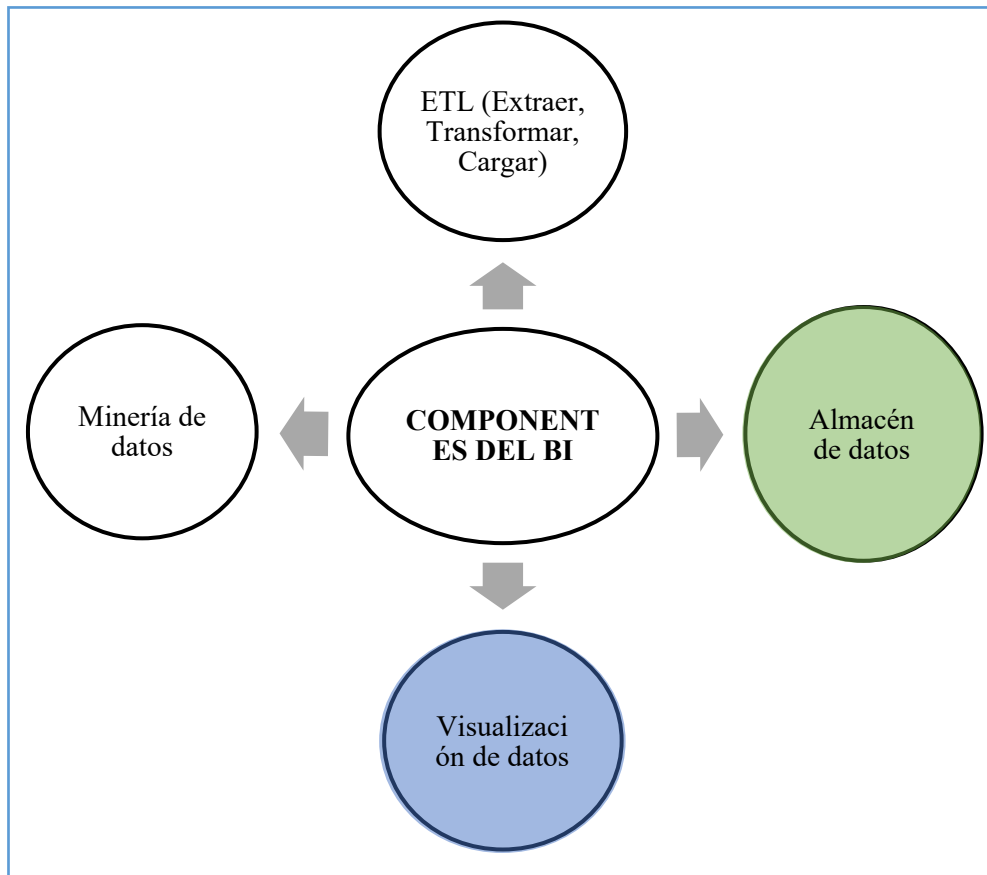 ETL (Extraer,
Transformar,
Cargar)
Minería de
datos
COMPONENT
ES DEL BI
Almacén
de datos
Visualizaci
ón de datos